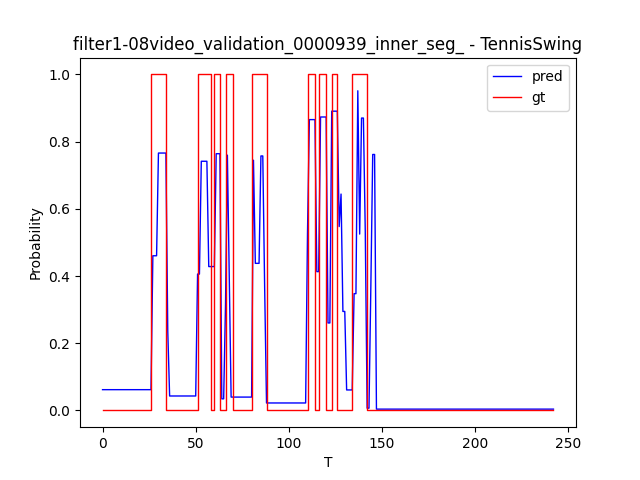 filter1-08video_validation_0000939_inner_seg_ - TennisSwing
pred
gt
1.0
0.8
0.6
0.4
0.2
0.0
Probability
0
50
100
150
200
250
T